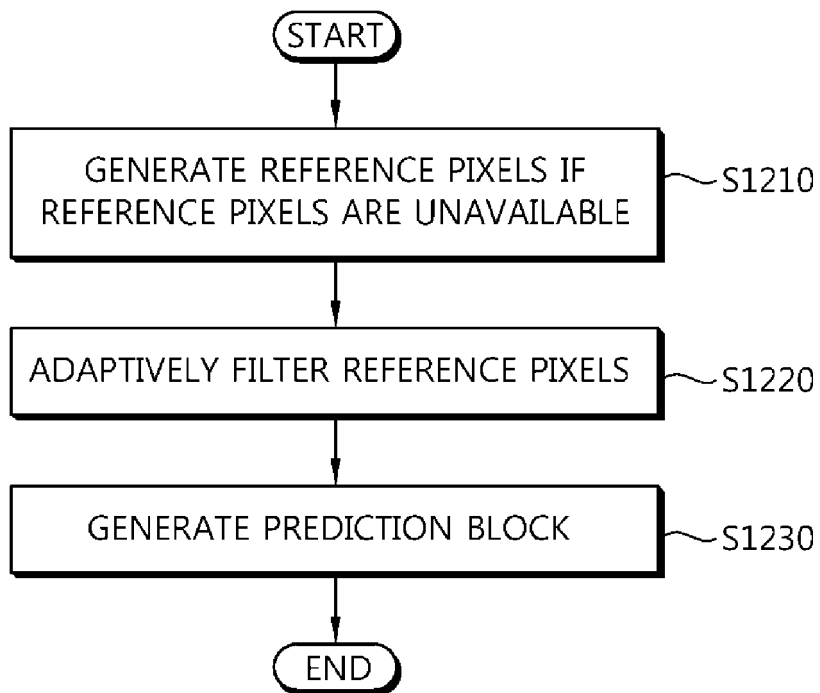 START
GENERATE REFERENCE PIXELS IF
REFERENCE PIXELS ARE UNAVAILABLE
S1210
ADAPTIVELY FILTER REFERENCE PIXELS
S1220
GENERATE PREDICTION BLOCK
S1230
END